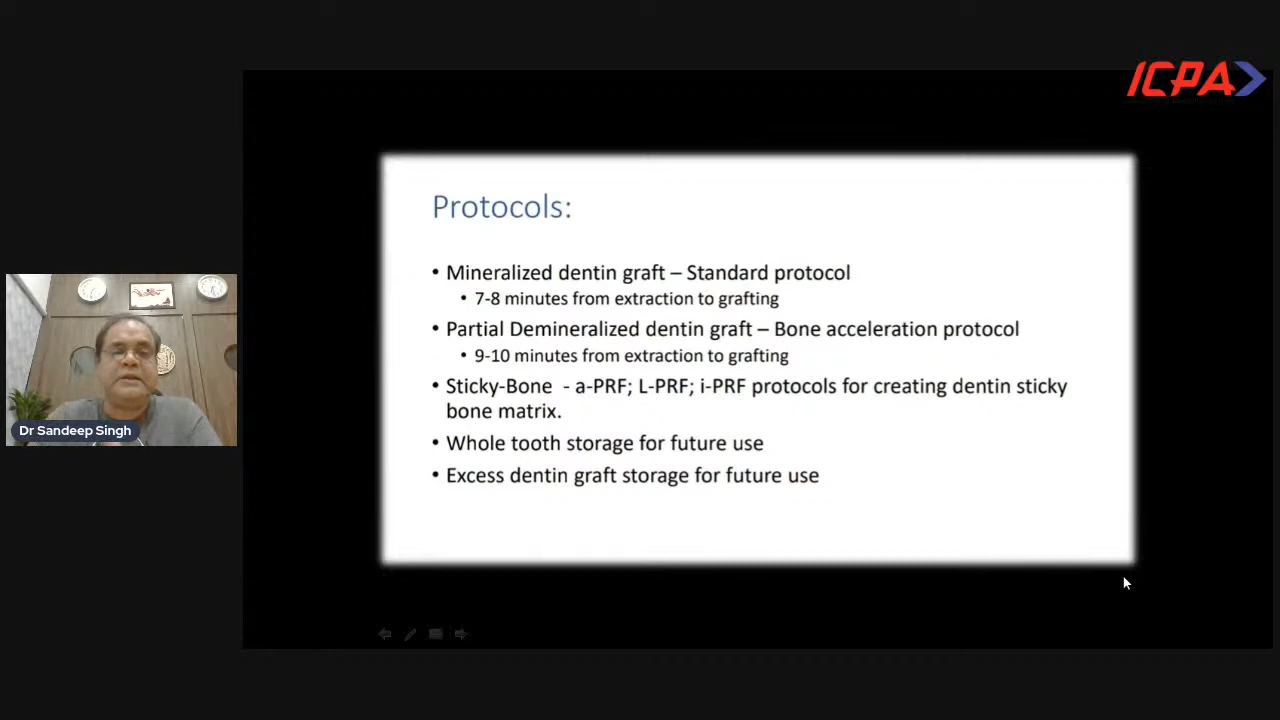 ICPA
Protocols:
• Mineralized dentin graft – Standard protocol
• 7-8 minutes from extraction to grafting
• Partial Demineralized dentin graft – Bone acceleration protocol
• 9-10 minutes from extraction to grafting
• Sticky-Bone - a-PRF; L-PRF; i-PRF protocols for creating dentin sticky
bone matrix.
• Whole tooth storage for future use
• Excess dentin graft storage for future use
Dr Sandeep Singh